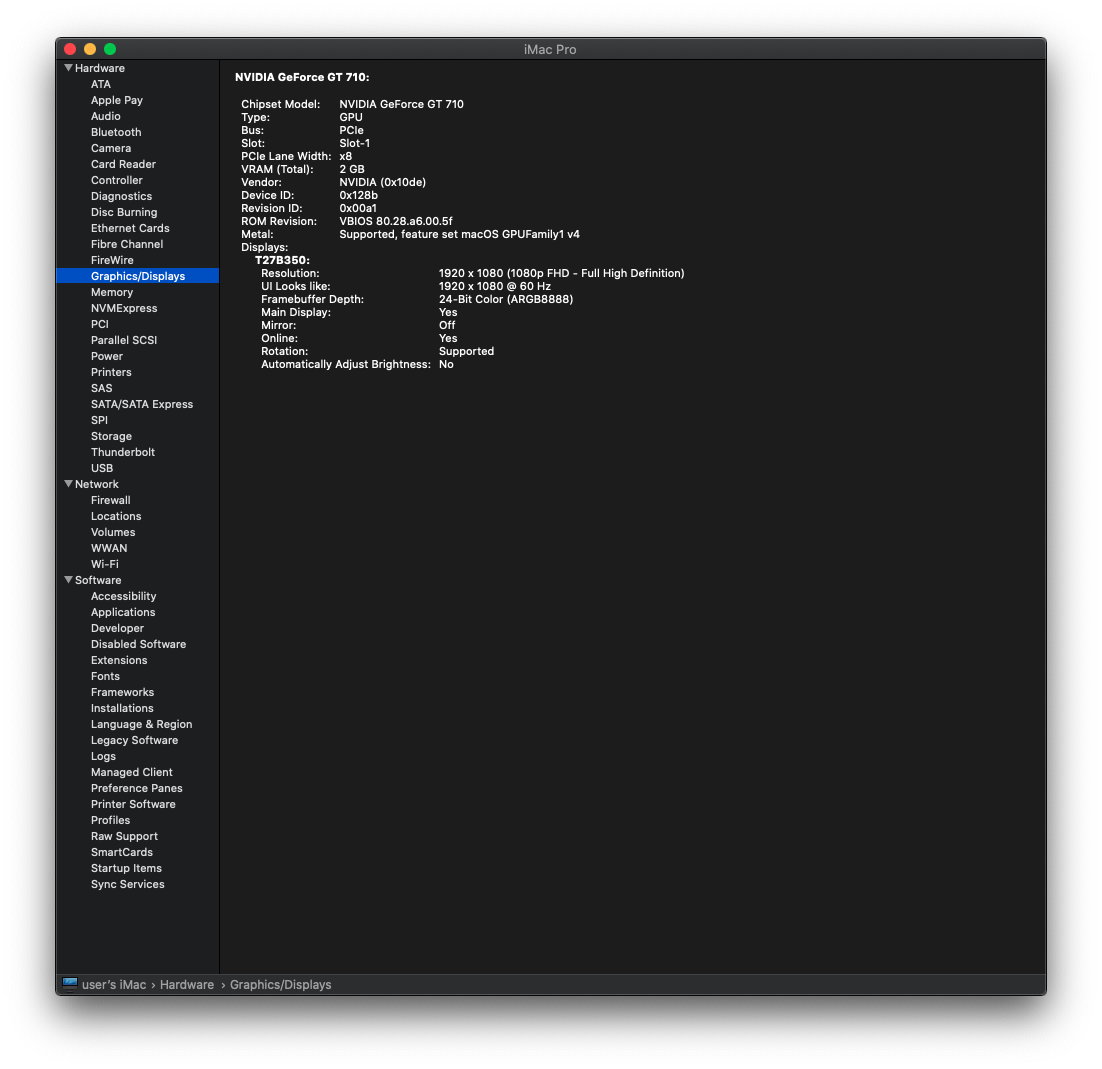 iMac Pro
Hardware
ATA
Apple Pay
Audio
Bluetooth
Camera
Card Reader
Controller
Diagnostics
Disc Burning
Ethernet Cards
Fibre Channel
FireWire
Graphics/Displays
Memory
NVMExpress
PCI
Parallel SCSI
Power
Printers
SAS
SATA/SATA Express
SPI
Storage
Thunderbolt
USB
Network
Firewall
Locations
Volumes
WWAN
Wi-Fi
Software
Accessibility
Applications
Developer
Disabled Software
Extensions
Fonts
Frameworks
Installations
Language & Region
Legacy Software
Logs
Managed Client
Preference Panes
Printer Software
Profiles
Raw Support
SmartCards
Startup Items
Sync Services
NVIDIA GeForce GT 710:
Chipset Model: NVIDIA GeForce GT 710
Type: GPU
Bus: PCIe
Slot: Slot-1
PCIe Lane Width: x8
VRAM (Total): 2 GB
Vendor: NVIDIA (0x10de)
Device ID: 0x128b
Revision ID: 0x00a1
ROM Revision: VBIOS 80.28.a6.00.5f
Metal: Supported, feature set macOS GPUFamily1 v4
Displays:
T27B350:
Resolution: 1920 x 1080 (1080p FHD - Full High Definition)
UI Looks like: 1920 x 1080 @ 60 Hz
Framebuffer Depth: 24-Bit Color (ARGB8888)
Main Display: Yes
Mirror: Off
Online: Yes
Rotation: Supported
Automatically Adjust Brightness: No
user's iMac › Hardware › Graphics/Displays